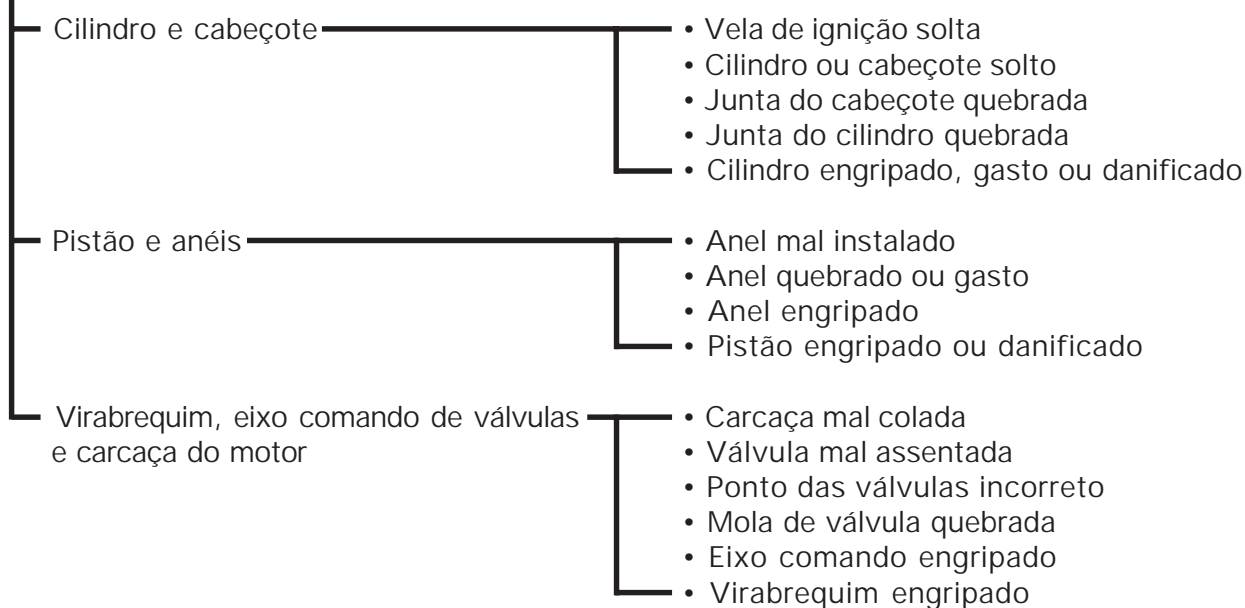 Cilindro e cabeçote
• Vela de ignição solta
• Cilindro ou cabeçote solto
• Junta do cabeçote quebrada
• Junta do cilindro quebrada
• Cilindro engripado, gasto ou danificado
Pistão e anéis
• Anel mal instalado
• Anel quebrado ou gasto
• Anel engripado
• Pistão engripado ou danificado
Virabrequim, eixo comando de válvulas
e carcaça do motor
• Carcaça mal colada
• Válvula mal assentada
• Ponto das válvulas incorreto
• Mola de válvula quebrada
• Eixo comando engripado
• Virabrequim engripado